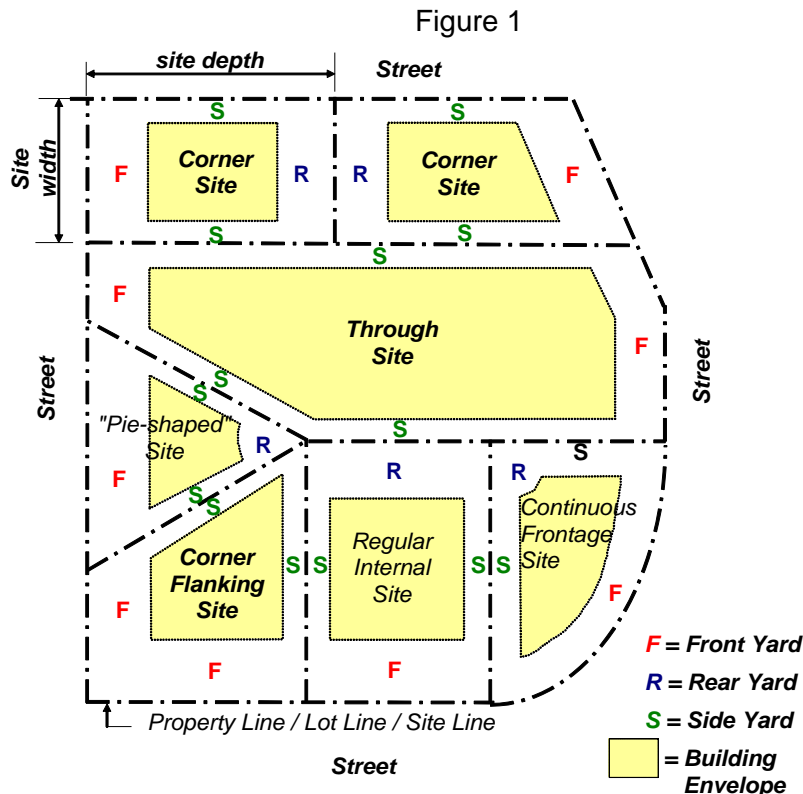 Figure 1
site depth
Street
Site
width
S
S
F
Corner
Site
R
R
Corner
Site
F
S
S
S
F
Through
Site
F
Street
Street
S
S
S
"Pie-shaped"
Site
R
F
S
S
S
R
R
Continuous
Frontage
Site
Corner
Flanking
Site
Regular
Internal
Site
S
S
S
S
F
F
F
F
F = Front Yard
R = Rear Yard
S = Side Yard
= Building
Envelope
Property Line / Lot Line / Site Line
Street